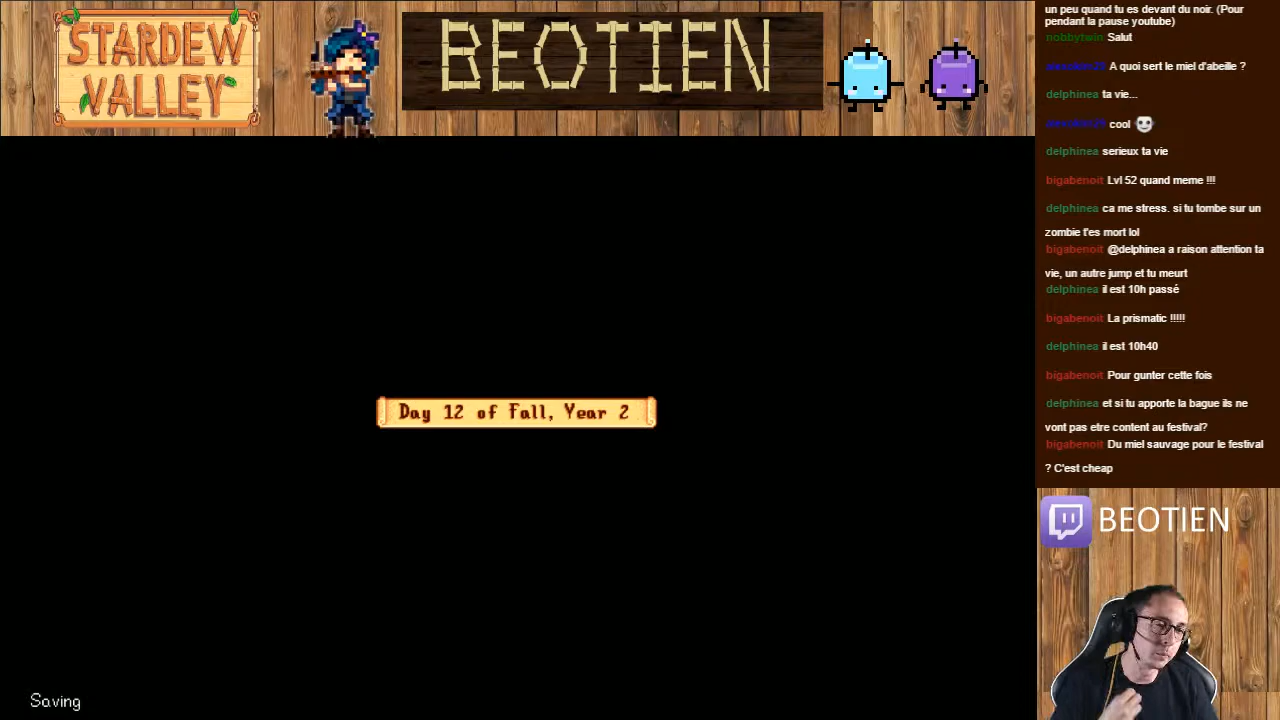 STARDEW
VALLEY
BEOTIEN
un peu quand tu es devant du noir. (Pour
pendant la pause youtube)
nobbytwin Salut
A quoi sert le miel d'abeille ?
delphinea ta vie...
cool
delphinea serieux ta vie
bigabenoit Lvl 52 quand meme !!!
delphinea ca me stress. si tu tombe sur un
zombie t'es mort lol
bigabenoit @delphinea a raison attention ta
vie, un autre jump et tu meurt
delphinea il est 10h passé
bigabenoit La prismatic !!!!!
delphinea il est 10h40
bigabenoit Pour gunter cette fois
delphinea et si tu apporte la bague ils ne
vont pas etre content au festival?
bigabenoit Du miel sauvage pour le festival
? C'est cheap
Day 12 of Fall, Year 2
BEOTIEN
Saving